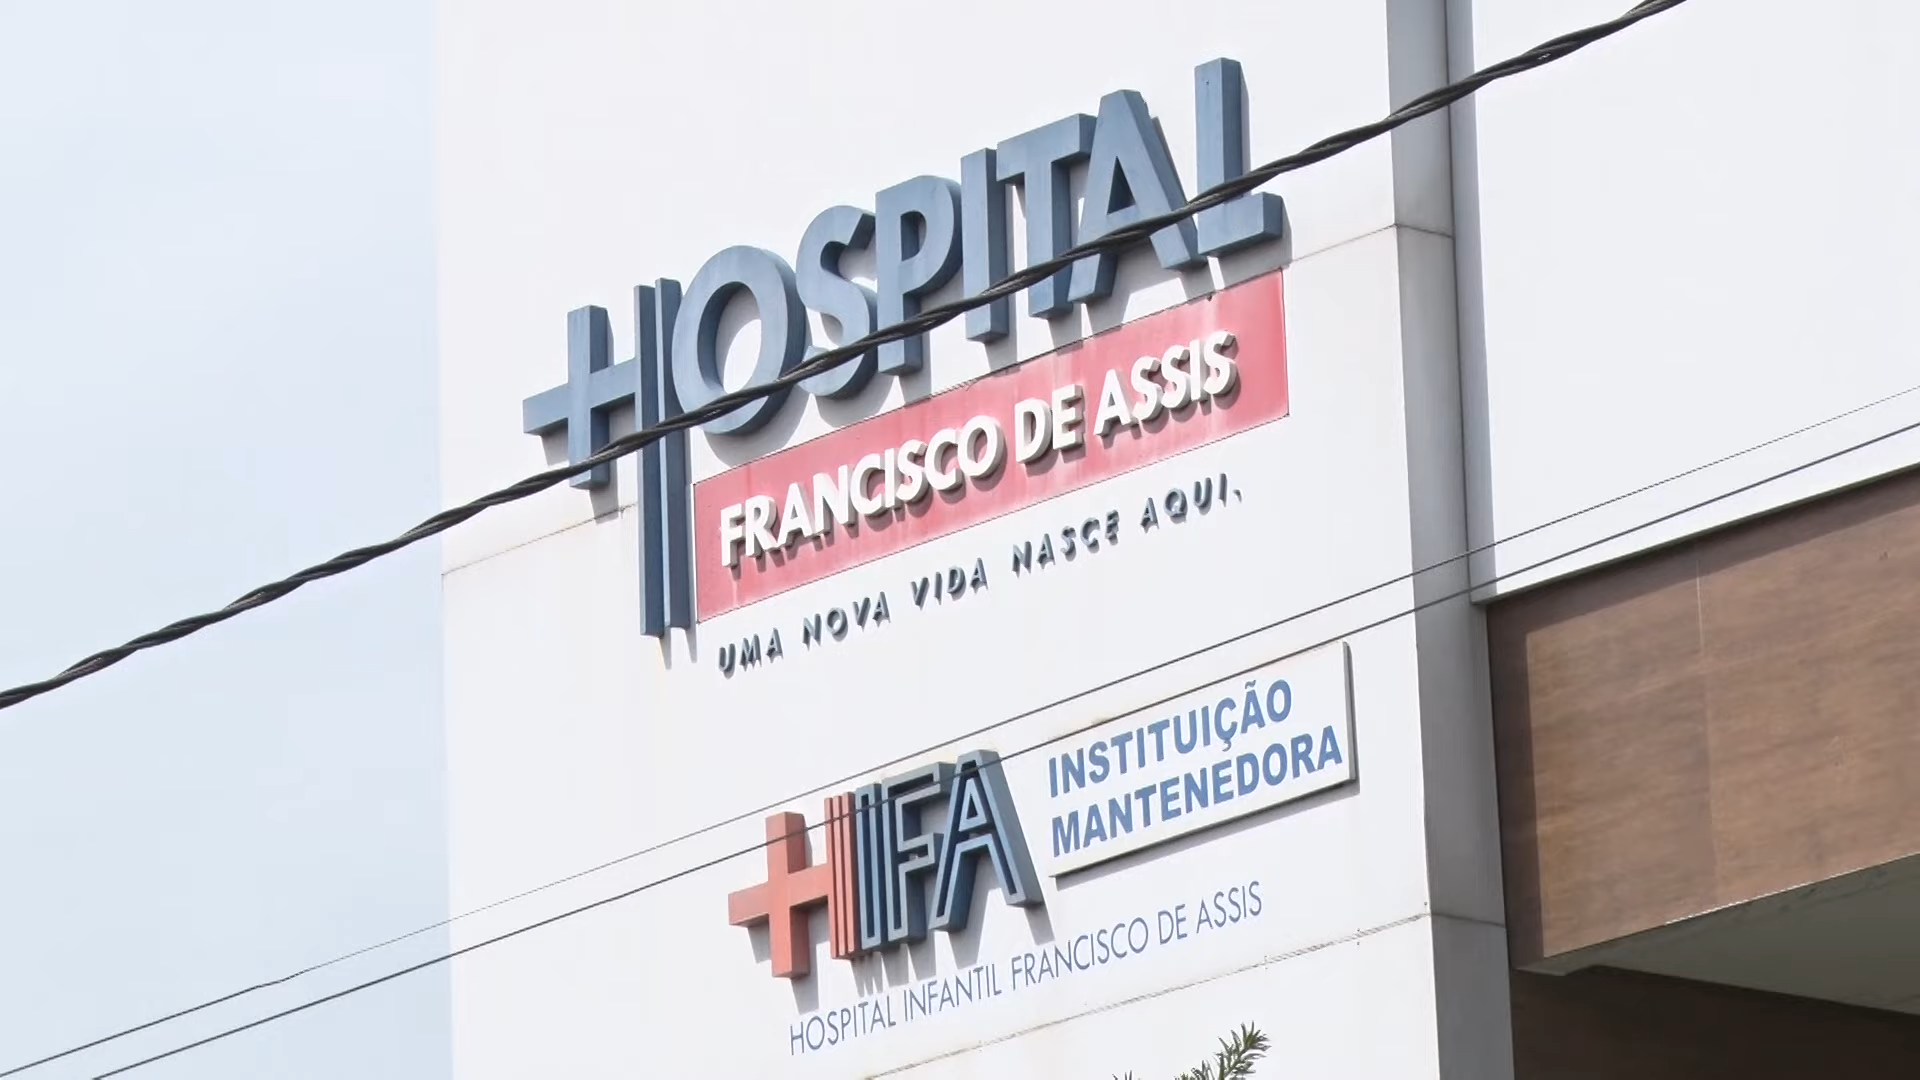 HOSPITAL
FRANCISCO DE ASSIS
UMA NOVA VIDA NASCE AQUI.
HIFA
INSTITUIÇÃO
MANTENEDORA
HOSPITAL INFANTIL FRANCISCO DE ASSIS